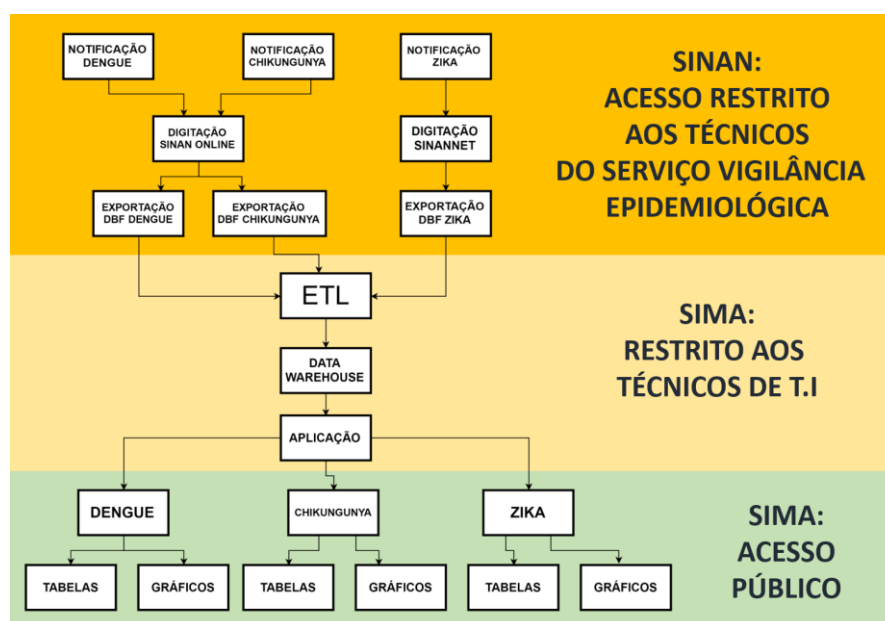 NOTIFICAÇÃO
DENGUE
NOTIFICAÇÃO
CHIKUNGUNYA
NOTIFICAÇÃO
ZIKA
DIGITAÇÃO
SINAN ONLINE
DIGITAÇÃO
SINANNET
EXPORTAÇÃO
DBF DENGUE
EXPORTAÇÃO
DBF CHIKUNGUNYA
EXPORTAÇÃO
DBF ZIKA
SINAN:
ACESSO RESTRITO
AOS TÉCNICOS
DO SERVIÇO VIGILÂNCIA
EPIDEMIOLÓGICA
ETL
DATA
WAREHOUSE
APLICAÇÃO
SIMA:
RESTRITO AOS
TÉCNICOS DE T.I
DENGUE
CHIKUNGUNYA
ZIKA
TABELAS
GRÁFICOS
TABELAS
GRÁFICOS
TABELAS
GRÁFICOS
SIMA:
ACESSO
PÚBLICO